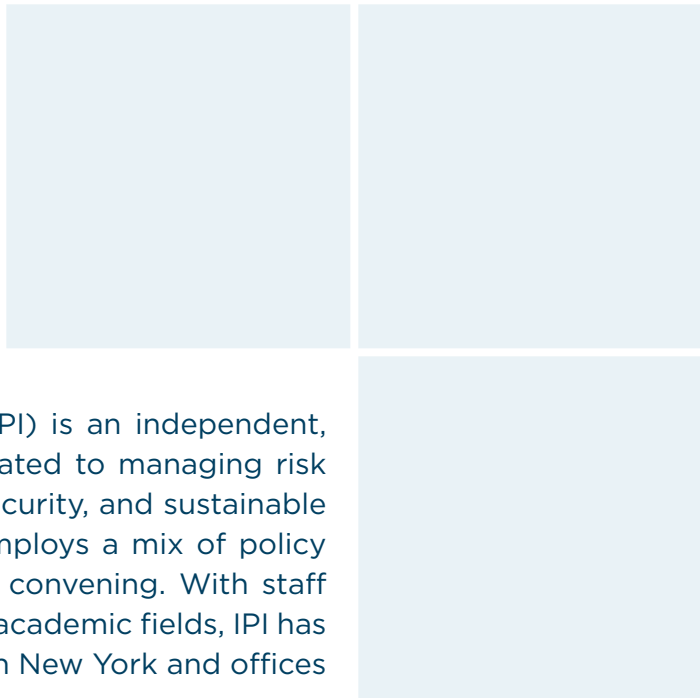 PI) is an independent,
ated to managing risk
curity, and sustainable
mploys a mix of policy
convening. With staff
academic fields, IPI has
n New York and offices